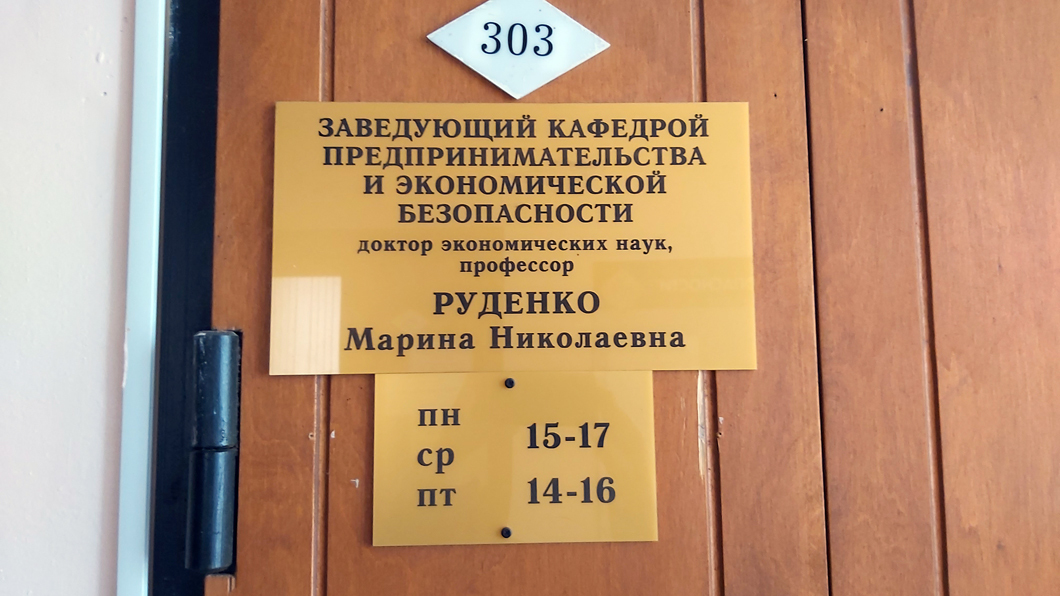 303
ЗАВЕДУЮЩИЙ КАФЕДРОЙ
ПРЕДПРИНИМАТЕЛЬСТВА
И ЭКОНОМИЧЕСКОЙ
БЕЗОПАСНОСТИ
доктор экономических наук,
профессор
РУДЕНКО
Марина Николаевна
пн
15-17
ср
пт 14-16